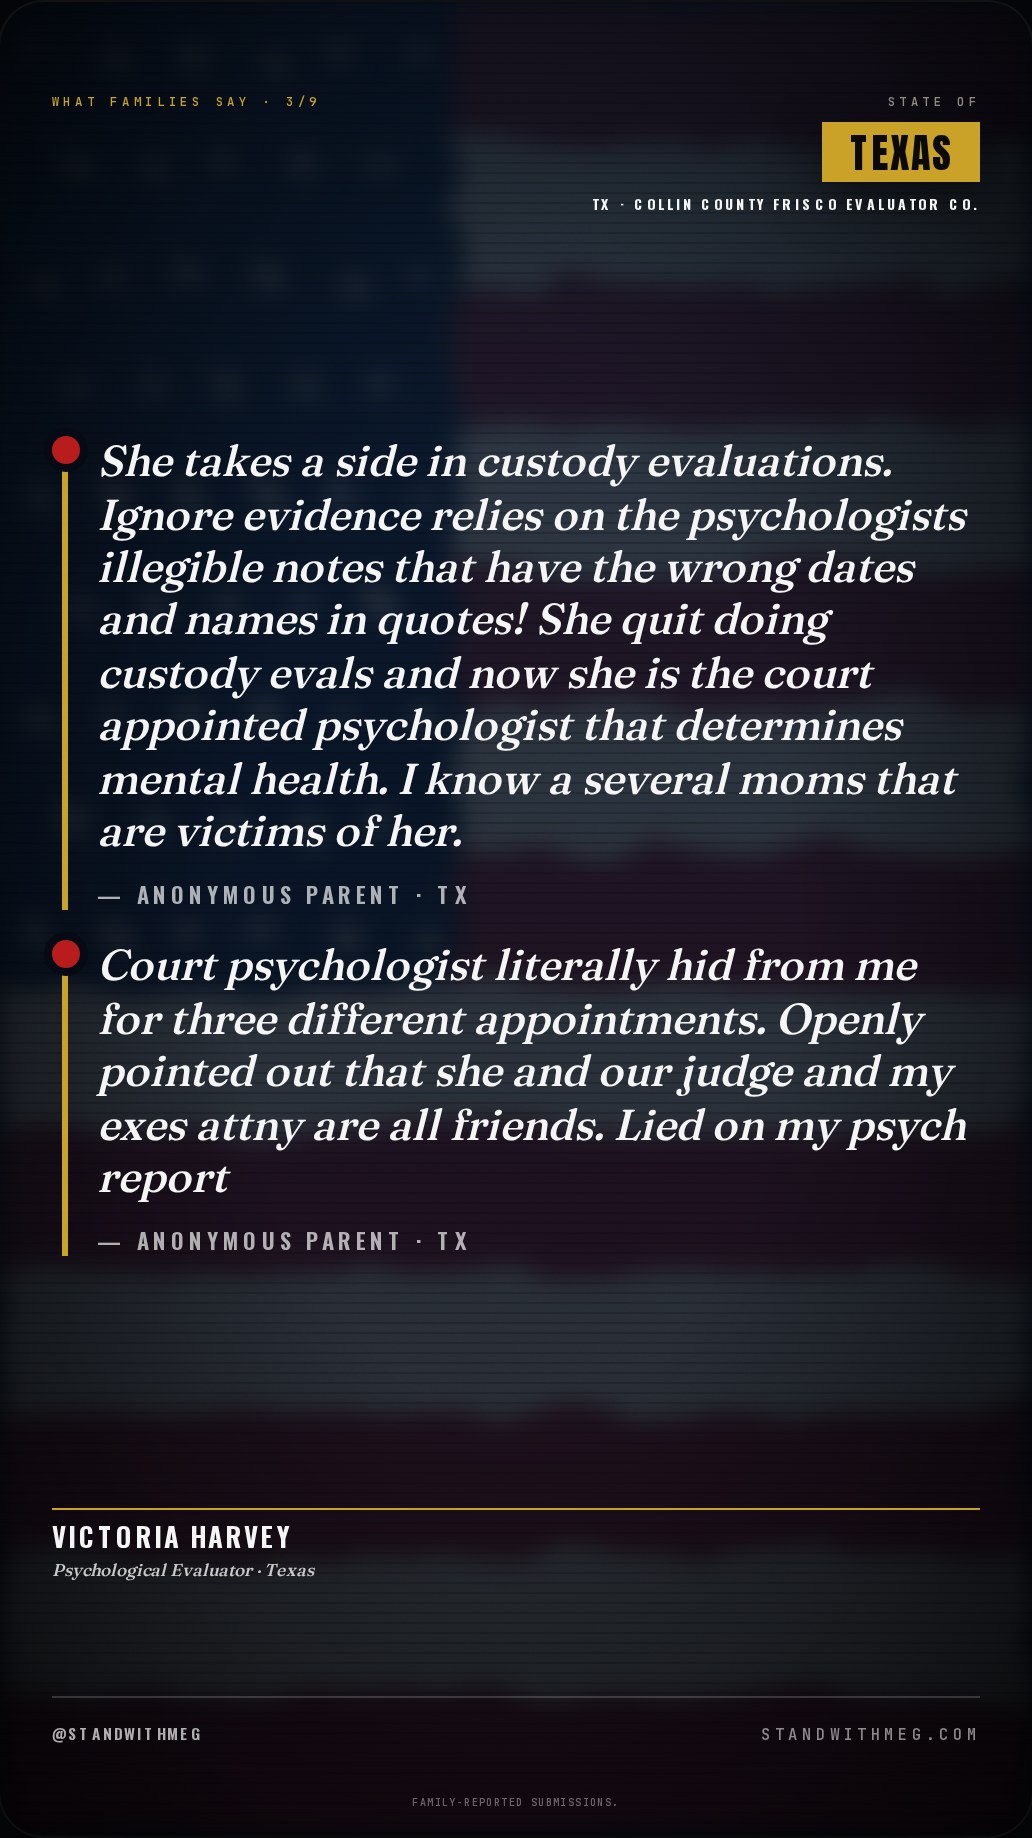 WHAT FAMILIES SAY · 3/9
STATE OF
TEXAS
TX · COLLIN COUNTY FRISCO EVALUATOR CO.
She takes a side in custody evaluations.
Ignore evidence relies on the psychologists
illegible notes that have the wrong dates
and names in quotes! She quit doing
custody evals and now she is the court
appointed psychologist that determines
mental health. I know a several moms that
are victims of her.
— ANONYMOUS PARENT · TX
Court psychologist literally hid from me
for three different appointments. Openly
pointed out that she and our judge and my
exes attny are all friends. Lied on my psych
report
— ANONYMOUS PARENT · TX
VICTORIA HARVEY
Psychological Evaluator · Texas
@STANDWITHMEG
STANDWITHMEG.COM
FAMILY-REPORTED SUBMISSIONS.